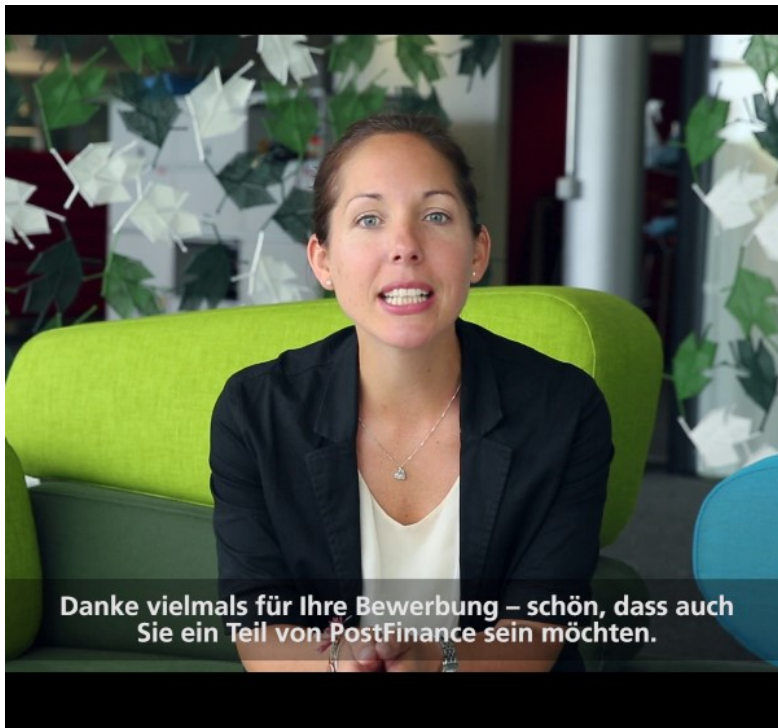 Danke vielmals für Ihre Bewerbung – schön, dass auch
Sie ein Teil von PostFinance sein möchten.